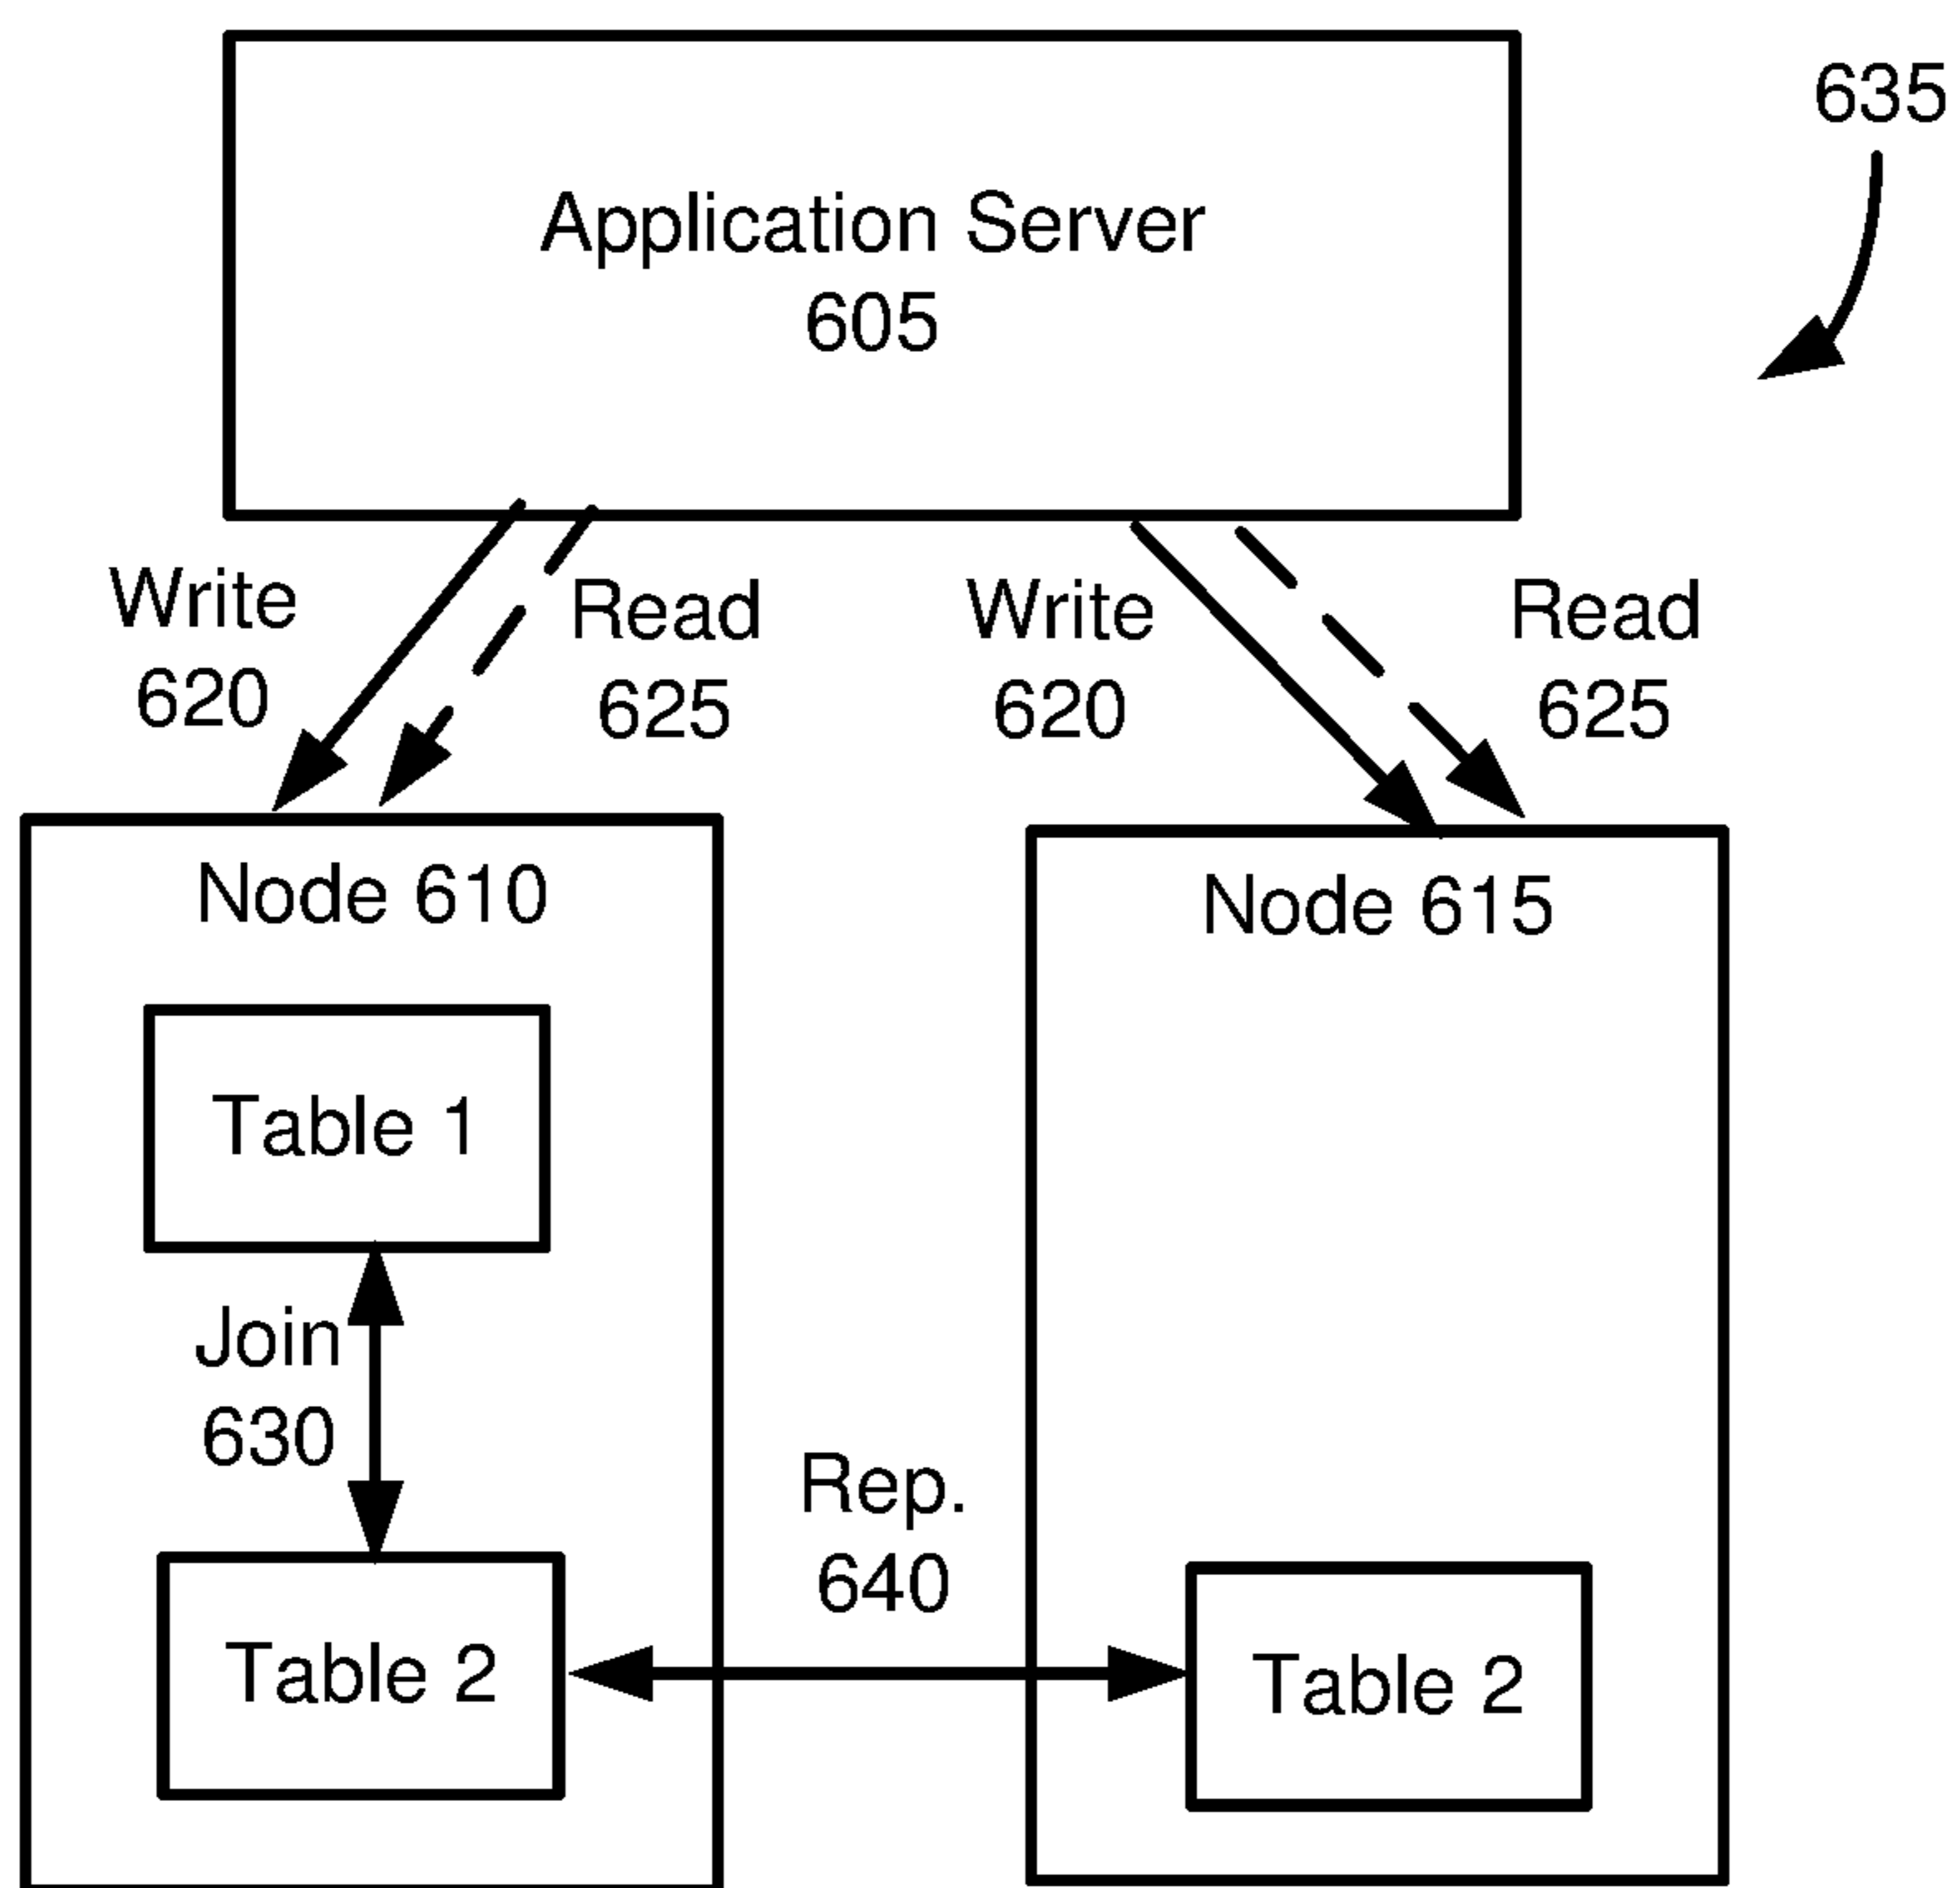 635
Application Server
605
Write
620
Read
625
Write
620
Read
625
Node 610
Node 615
Table 1
Join
630
Rep.
640
Table 2
Table 2